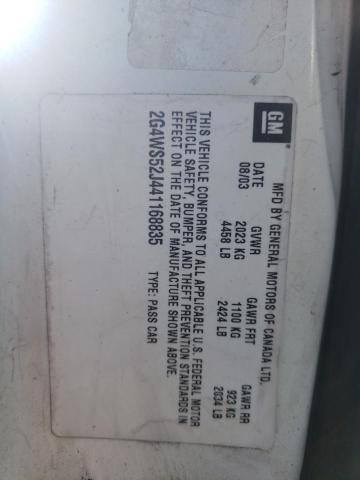 GM
MFD BY GENERAL MOTORS OF CANADA LTD.
DATE GVWR GAWR FRT GAWR RR
08/03 2023 KG 1100 KG 923 KG
4458 LB 2424 LB 2034 LB
THIS VEHICLE CONFORMS TO ALL APPLICABLE U.S. FEDERAL MOTOR
VEHICLE SAFETY, BUMPER, AND THEFT PREVENTION STANDARDS IN
EFFECT ON THE DATE OF MANUFACTURE SHOWN ABOVE.
2G4WS52J441168835 TYPE: PASS CAR